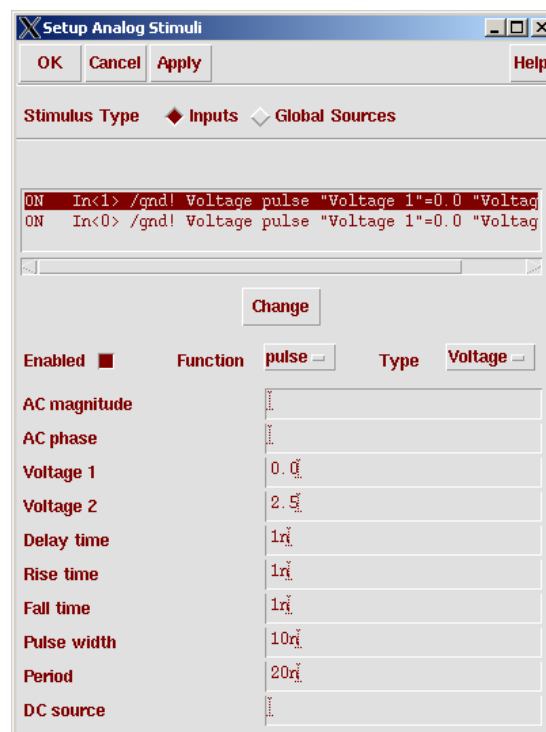 Setup Analog Stimuli
OK Cancel Apply Help
Stimulus Type Inputs Global Sources
ON In<1> /gnd! Voltage pulse "Voltage 1"=0.0 "Voltag
ON In<0> /gnd! Voltage pulse "Voltage 1"=0.0 "Voltag
Change
Enabled Function pulse Type Voltage
AC magnitude
AC phase
Voltage 1 0.0
Voltage 2 2.5
Delay time 1n
Rise time 1n
Fall time 1n
Pulse width 10n
Period 20n
DC source